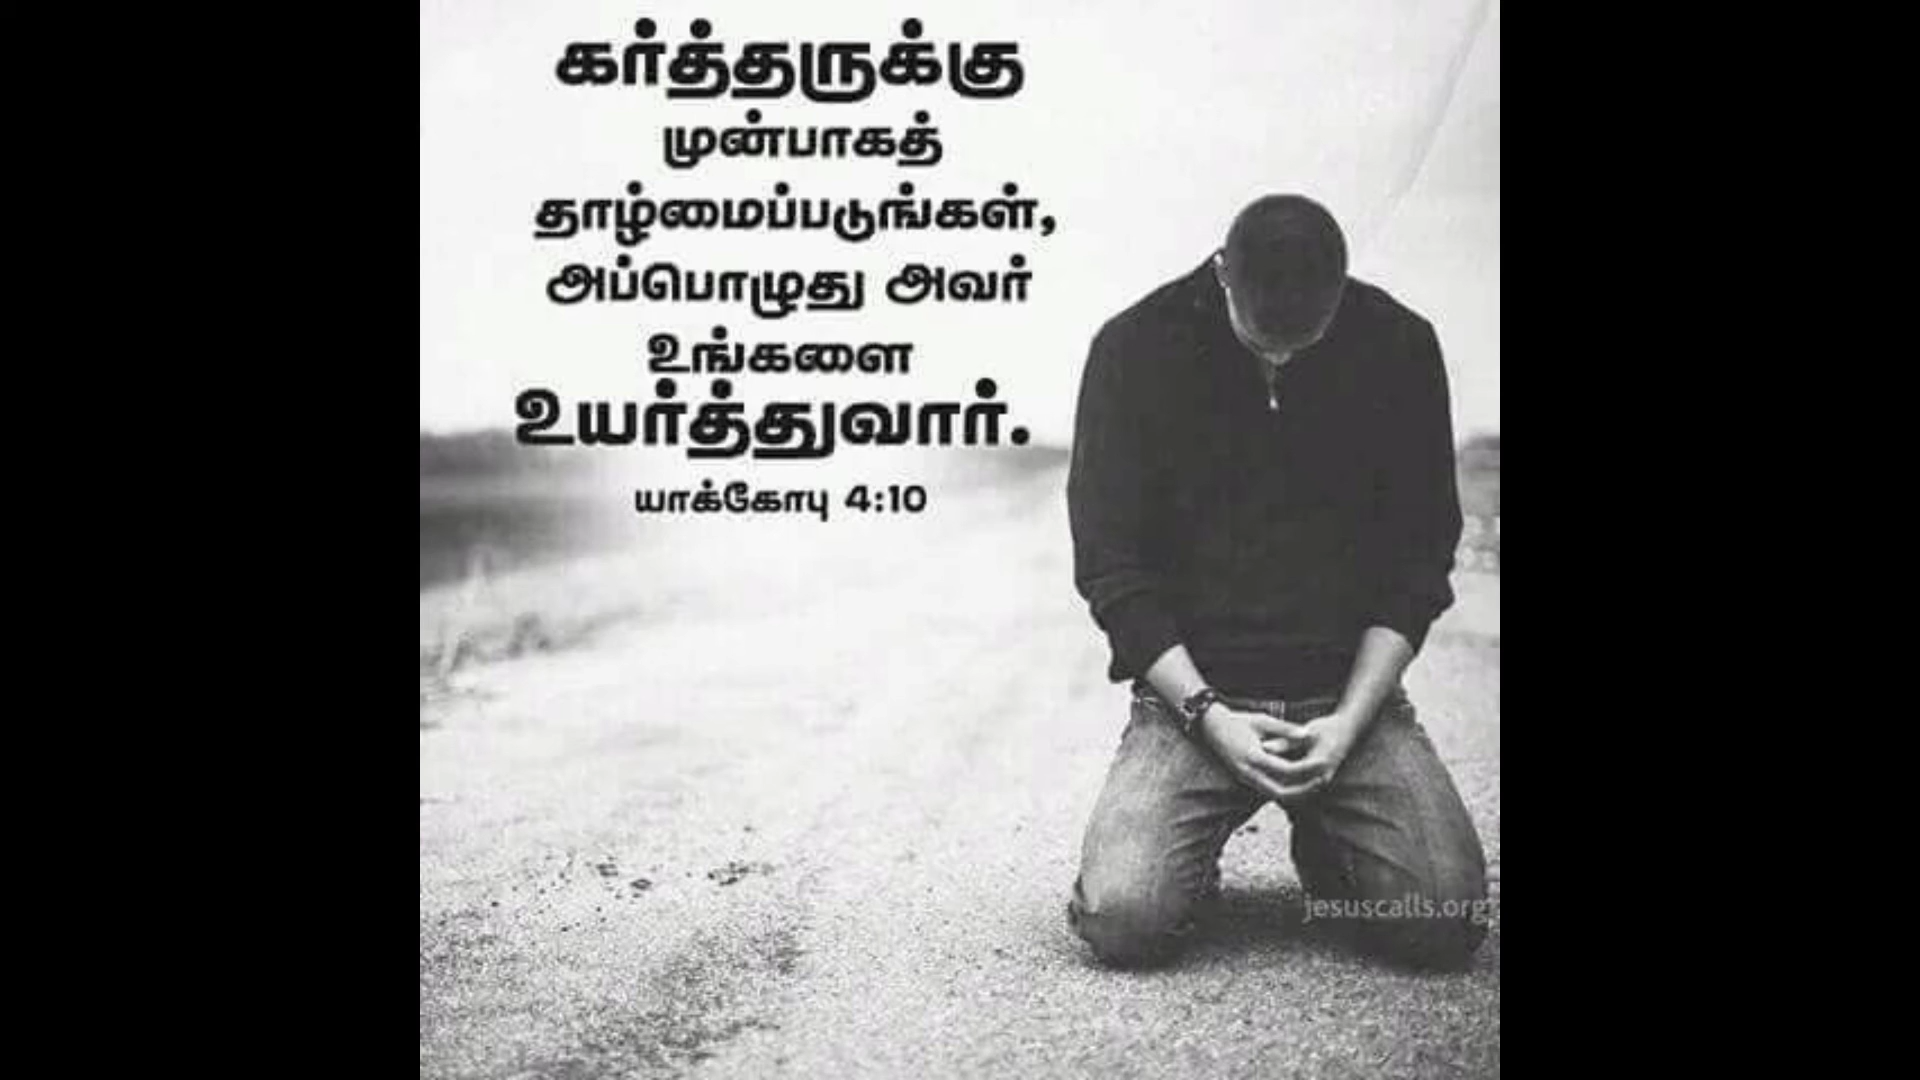 கர்த்தருக்கு
முன்பாகத்
தாழ்மைப்படுங்கள்,
அப்பொழுது அவர்
உங்களை
உயர்த்துவார்.
யாக்கோபு 4:10
jesuscalls.org